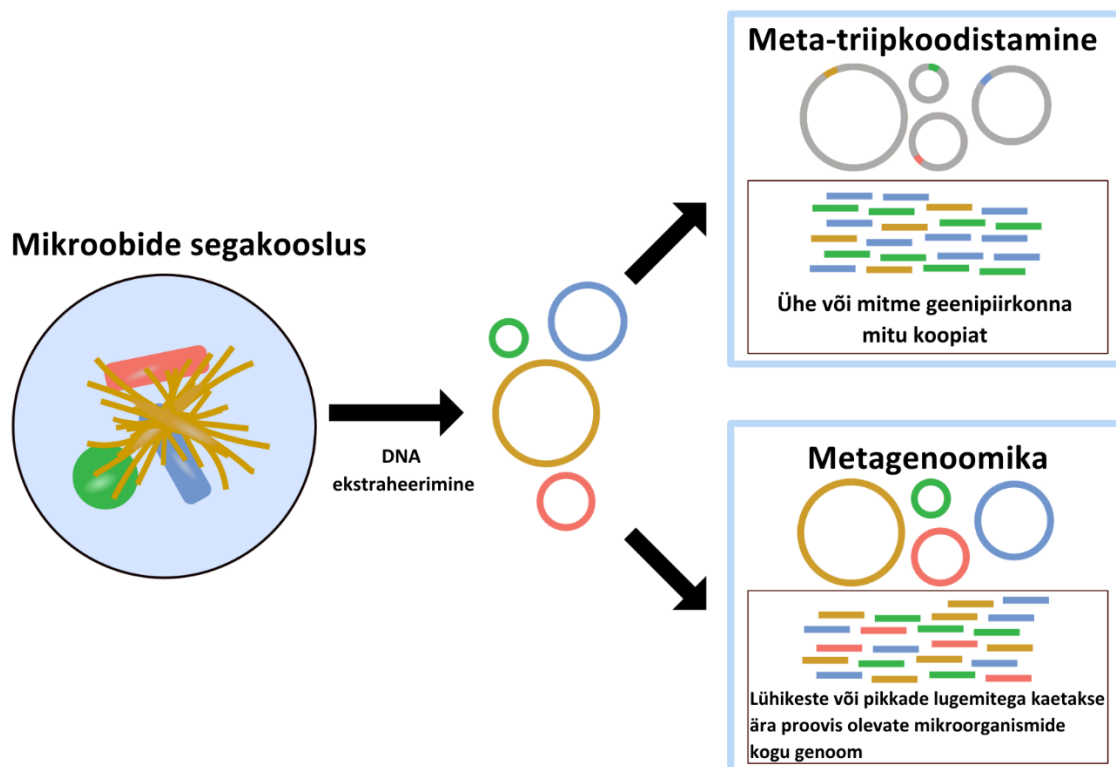 Mikroobide segakooslus
DNA
ekstraheerimine
Meta-triipkoodistamine
Ühe või mitme geenipiirkonna
mitu koopiat
Metagenoomika
Lühikeste või pikkade lugemitega kaetakse
ära proovis olevate mikroorganismide
kogu genoom